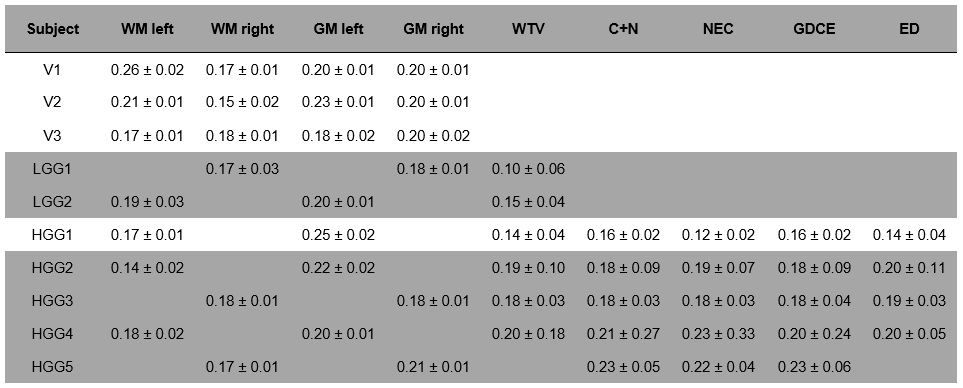 Subject WM left WM right GM left GM right WTV C+N NEC GDCE ED
V1 0.26 ± 0.02 0.17 ± 0.01 0.20 ± 0.01 0.20 ± 0.01
V2 0.21 ± 0.01 0.15 ± 0.02 0.23 ± 0.01 0.20 ± 0.01
V3 0.17 ± 0.01 0.18 ± 0.01 0.18 ± 0.02 0.20 ± 0.02
LGG1 0.17 ± 0.03 0.18 ± 0.01 0.10 ± 0.06
LGG2 0.19 ± 0.03 0.20 ± 0.01 0.15 ± 0.04
HGG1 0.17 ± 0.01 0.25 ± 0.02 0.14 ± 0.04 0.16 ± 0.02 0.12 ± 0.02 0.16 ± 0.02 0.14 ± 0.04
HGG2 0.14 ± 0.02 0.22 ± 0.02 0.19 ± 0.10 0.18 ± 0.09 0.19 ± 0.07 0.18 ± 0.09 0.20 ± 0.11
HGG3 0.18 ± 0.01 0.18 ± 0.01 0.18 ± 0.03 0.18 ± 0.03 0.18 ± 0.03 0.18 ± 0.04 0.19 ± 0.03
HGG4 0.18 ± 0.02 0.20 ± 0.01 0.20 ± 0.18 0.21 ± 0.27 0.23 ± 0.33 0.20 ± 0.24 0.20 ± 0.05
HGG5 0.17 ± 0.01 0.21 ± 0.01 0.23 ± 0.05 0.22 ± 0.04 0.23 ± 0.06